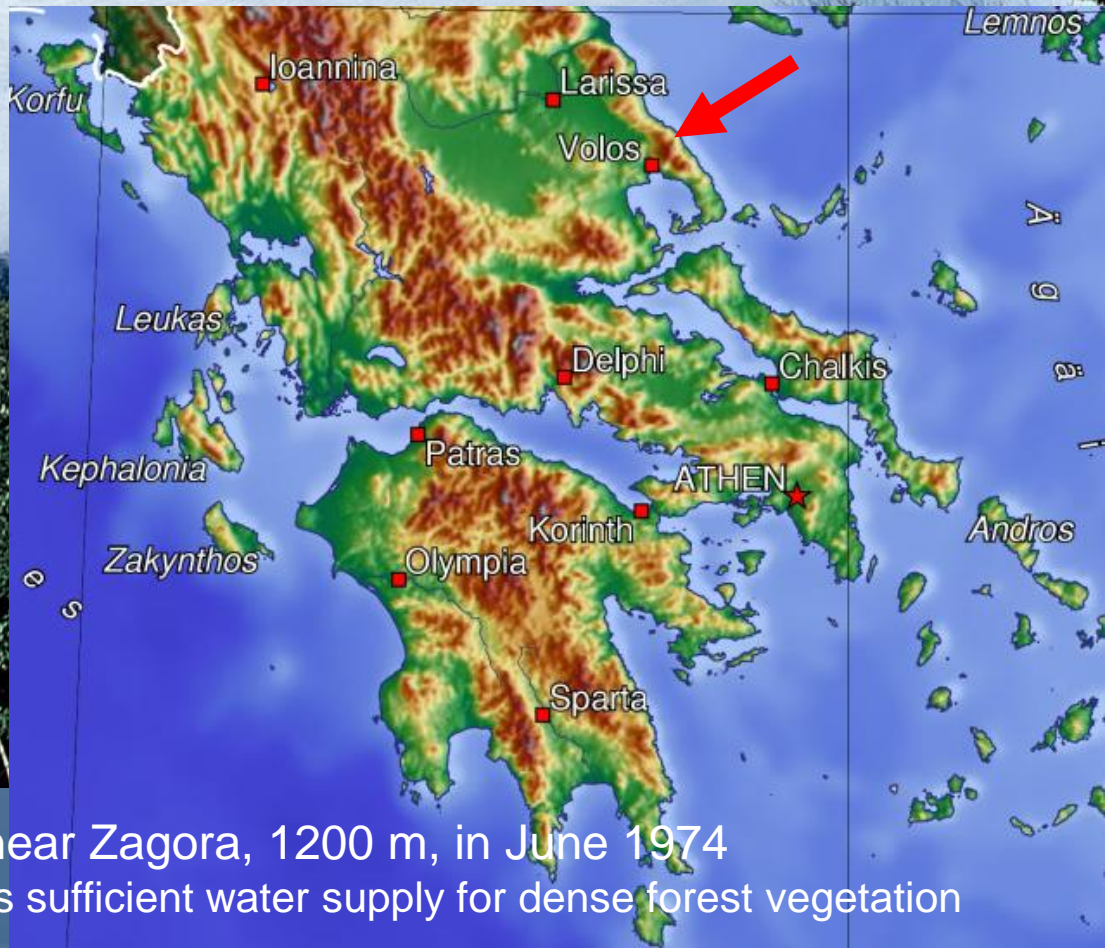 Lemnos
Ioannina
Korfu
Larissa
Volos
Ä
g
ä
i
Leukas
Delphi
Chalkis
Kephalonia
Patras
ATHEN
Korinth
Andros
Zakynthos
Olympia
e
s
Sparta
near Zagora, 1200 m, in June 1974
s sufficient water supply for dense forest vegetation